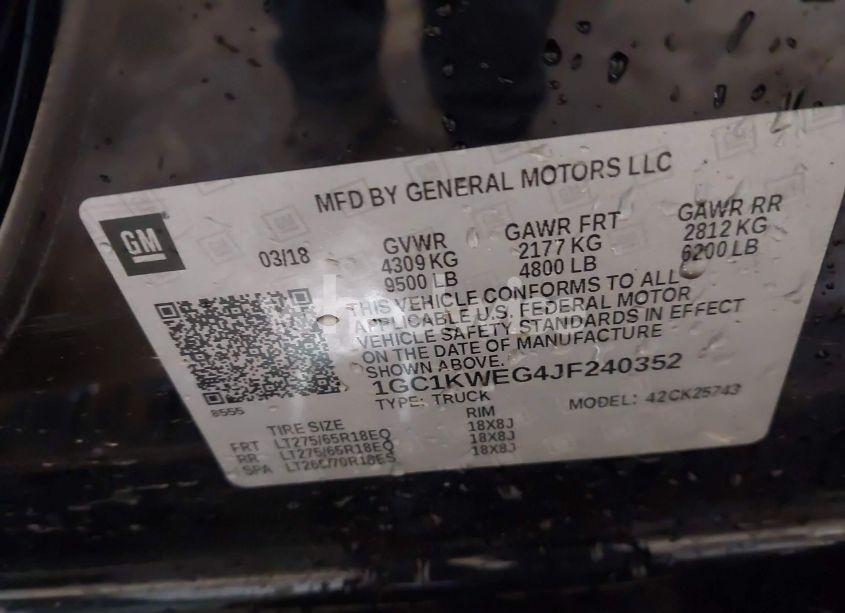 MFD BY GENERAL MOTORS LLC
GM
03/18
GVWR
4309 KG
9500 LB
GAWR FRT
2177 KG
4800 LB
GAWR RR
2812 KG
6200 LB
THIS VEHICLE CONFORMS TO ALL
APPLICABLE U.S. FEDERAL MOTOR
VEHICLE SAFETY STANDARDS IN EFFECT
ON THE DATE OF MANUFACTURE
SHOWN ABOVE.
1GC1KWEG4JF240352
TYPE: TRUCK
MODEL: 42CK25743
8555
TIRE SIZE RIM
FRT LT275/65R18EQ 18X8J
RR LT275/65R18EQ 18X8J
SPA 18X8J